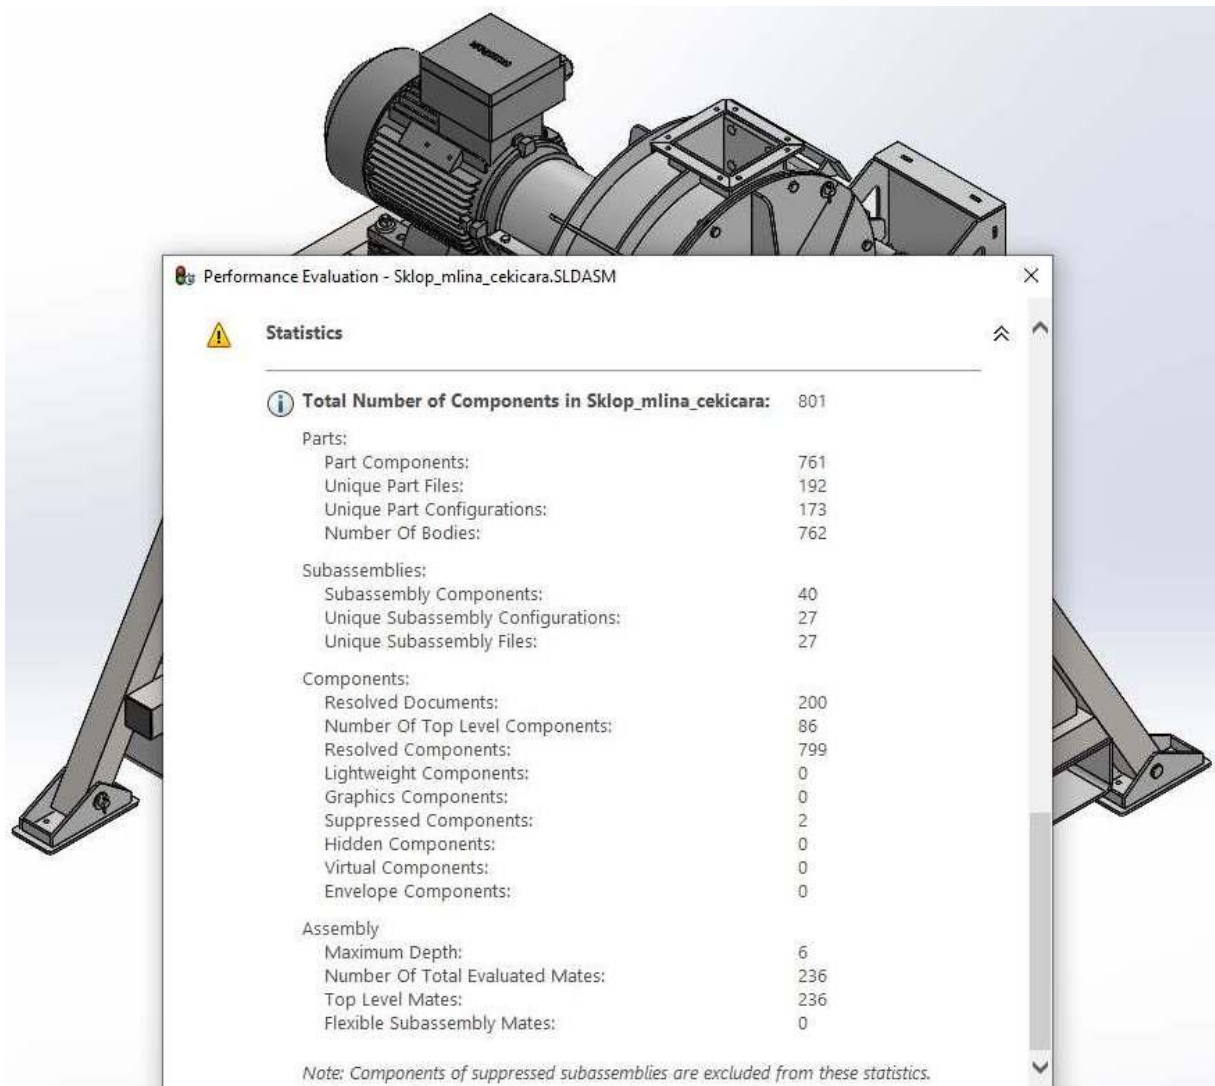 Performance Evaluation - Sklop_mlina_cekicara.SLDASM
Statistics
Total Number of Components in Sklop_mlina_cekicara: 801
Parts:
Part Components: 761
Unique Part Files: 192
Unique Part Configurations: 173
Number Of Bodies: 762
Subassemblies:
Subassembly Components: 40
Unique Subassembly Configurations: 27
Unique Subassembly Files: 27
Components:
Resolved Documents: 200
Number Of Top Level Components: 86
Resolved Components: 799
Lightweight Components: 0
Graphics Components: 0
Suppressed Components: 2
Hidden Components: 0
Virtual Components: 0
Envelope Components: 0
Assembly
Maximum Depth: 6
Number Of Total Evaluated Mates: 236
Top Level Mates: 236
Flexible Subassembly Mates: 0
Note: Components of suppressed subassemblies are excluded from these statistics.